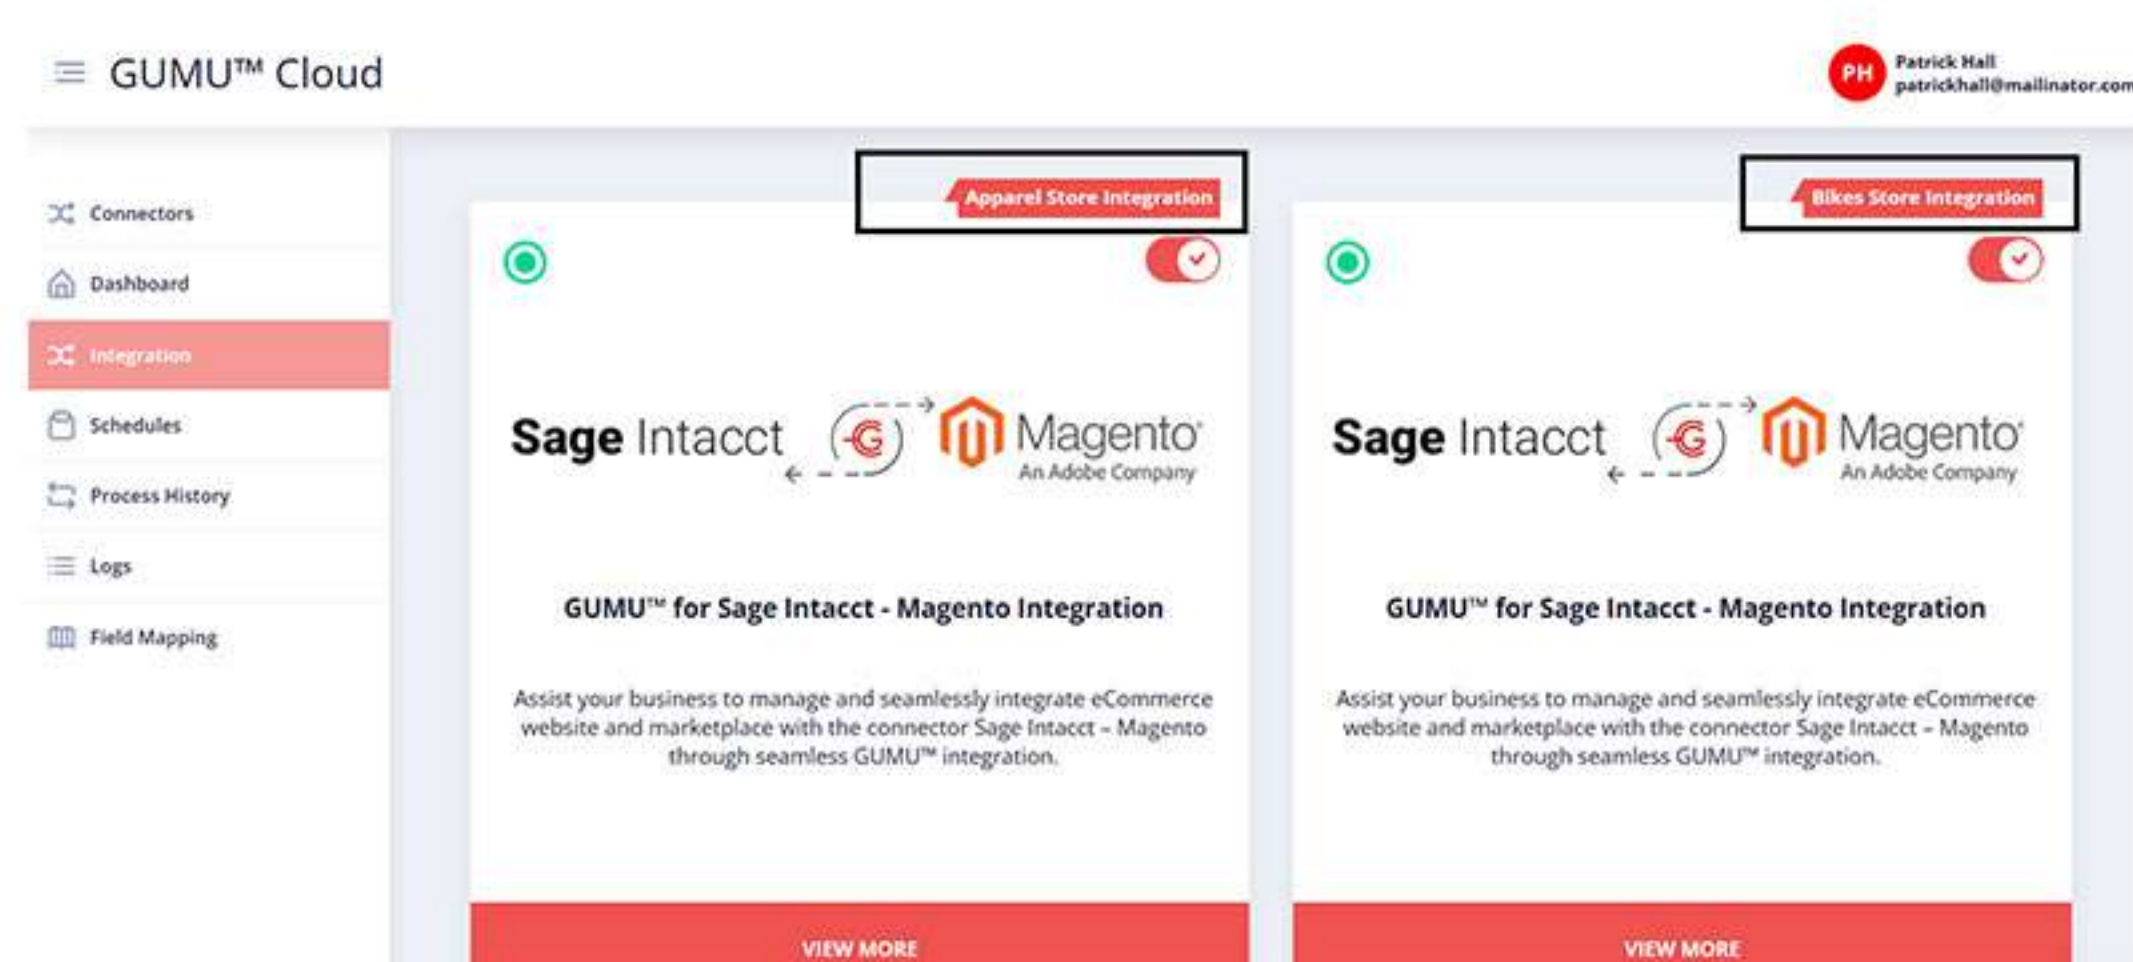 GUMU™ Cloud
PH
Patrick Hall
patrickhall@mailinator.com
Connectors
Dashboard
Integration
Schedules
Process History
Logs
Field Mapping
Apparel Store Integration
Sage Intacct
G
Magento
An Adobe Company
GUMU™ for Sage Intacct - Magento Integration
Assist your business to manage and seamlessly integrate eCommerce
website and marketplace with the connector Sage Intacct – Magento
through seamless GUMU™ integration.
VIEW MORE
Bikes Store Integration
Sage Intacct
G
Magento
An Adobe Company
GUMU™ for Sage Intacct - Magento Integration
Assist your business to manage and seamlessly integrate eCommerce
website and marketplace with the connector Sage Intacct – Magento
through seamless GUMU™ integration.
VIEW MORE